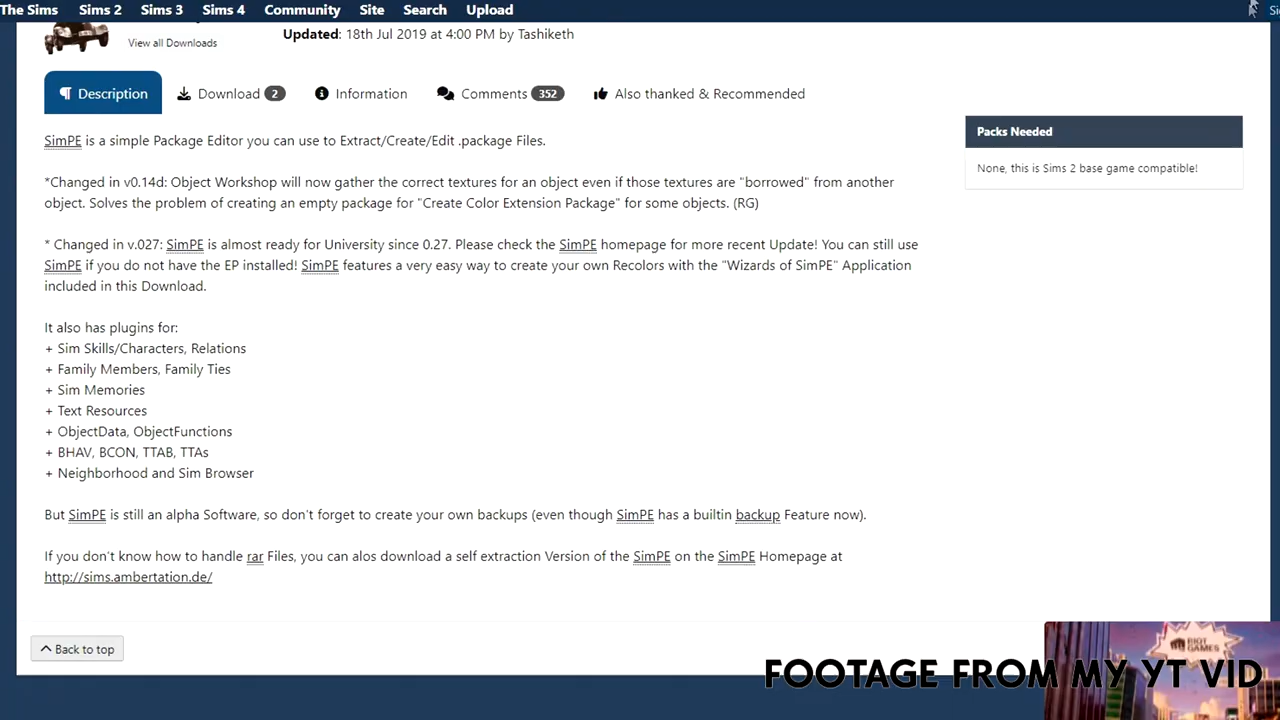 The Sims Sims 2 Sims 3 Sims 4 Community Site Search Upload
View all Downloads
Updated: 18th Jul 2019 at 4:00 PM by Tashiketh
Description Download 2 Information Comments 352 Also thanked & Recommended
SimPE is a simple Package Editor you can use to Extract/Create/Edit .package Files.
*Changed in v0.14d: Object Workshop will now gather the correct textures for an object even if those textures are "borrowed" from another
object. Solves the problem of creating an empty package for "Create Color Extension Package" for some objects. (RG)
* Changed in v.027: SimPE is almost ready for University since 0.27. Please check the SimPE homepage for more recent Update! You can still use
SimPE if you do not have the EP installed! SimPE features a very easy way to create your own Recolors with the "Wizards of SimPE" Application
included in this Download.
It also has plugins for:
+ Sim Skills/Characters, Relations
+ Family Members, Family Ties
+ Sim Memories
+ Text Resources
+ ObjectData, ObjectFunctions
+ BHAV, BCON, TTAB, TTAs
+ Neighborhood and Sim Browser
But SimPE is still an alpha Software, so don't forget to create your own backups (even though SimPE has a builtin backup Feature now).
If you don't know how to handle rar Files, you can alos download a self extraction Version of the SimPE on the SimPE Homepage at
http://sims.ambertation.de/
Back to top
Packs Needed
None, this is Sims 2 base game compatible!
RIOT
GAMES
FOOTAGE FROM MY YT VID